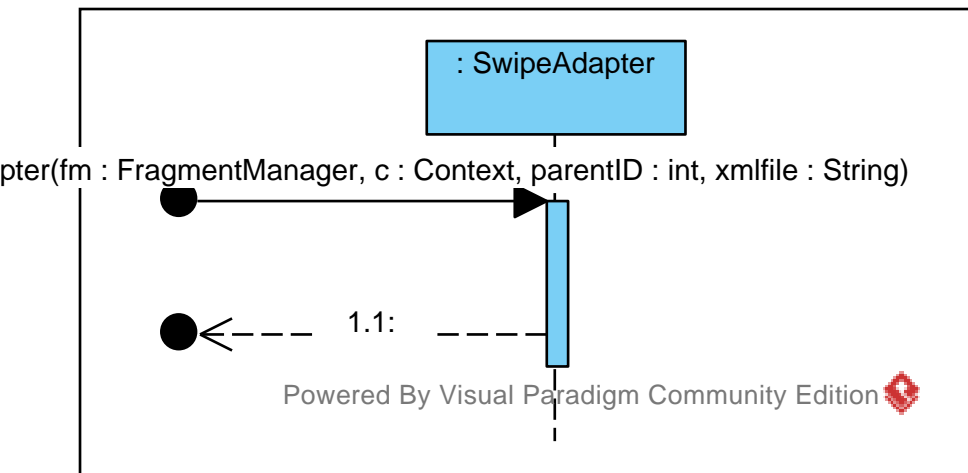 : SwipeAdapter
pter(fm : FragmentManager, c : Context, parentID : int, xmlfile : String)
1.1:
Powered By Visual Paradigm Community Edition